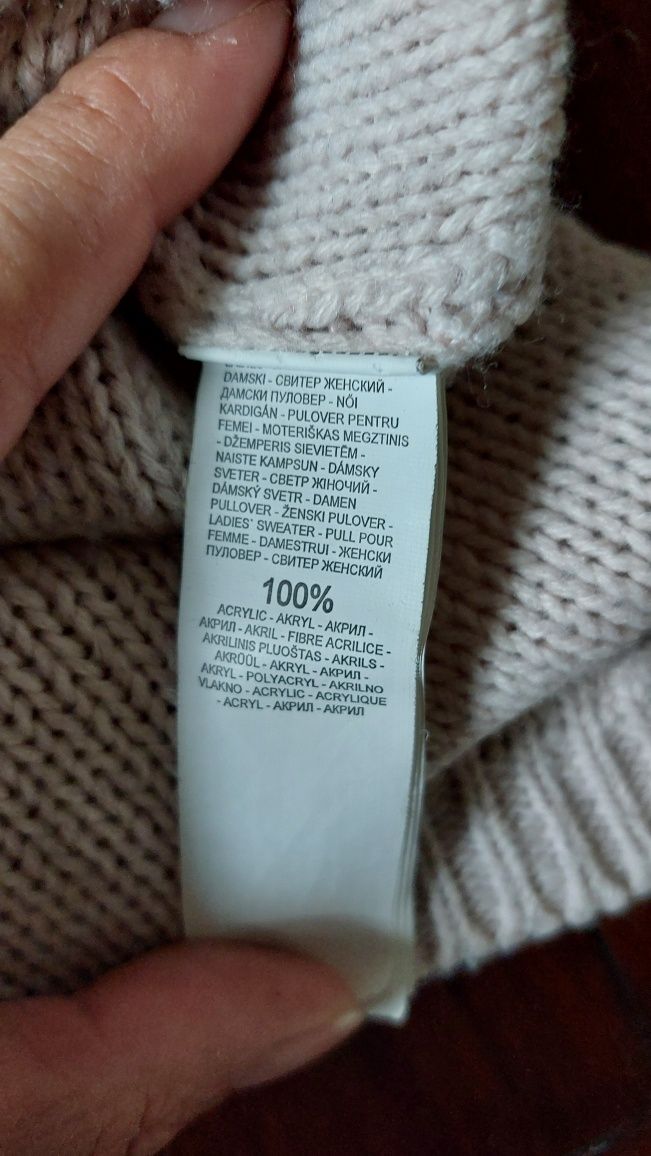 DAMSKI - СВИТЕР ЖЕНСКИЙ -
ДАМСКИ ПУЛОВЕР - NŐI
KARDIGÁN - PULOVER PENTRU
FEMEI - MOTERIŠKAS MEGZTINIS
- DŽEMPERIS SIEVIETĒM -
NAISTE KAMPSUN - DÁMSKY
SVETER - СВЕТР ЖІНОЧИЙ -
DÁMSKÝ SVETR - DAMEN
PULLOVER - ŽENSKI PULOVER -
LADIES` SWEATER - PULL POUR
FEMME - DAMESTRUI - ЖЕНСКИ
ПУЛОВЕР - СВИТЕР ЖЕНСКИЙ
100%
ACRYLIC - AKRYL - АКРИЛ -
АКРИЛ - AKRIL - FIBRE ACRILICE -
AKRILINIS PLUOŠTAS - AKRILS -
AKRÜÜL - AKRYL - АКРИЛ -
AKRYL - POLYACRYL - AKRILNO
VLAKNO - ACRYLIC - ACRYLIQUE
- ACRYL - АКРИЛ - АКРИЛ